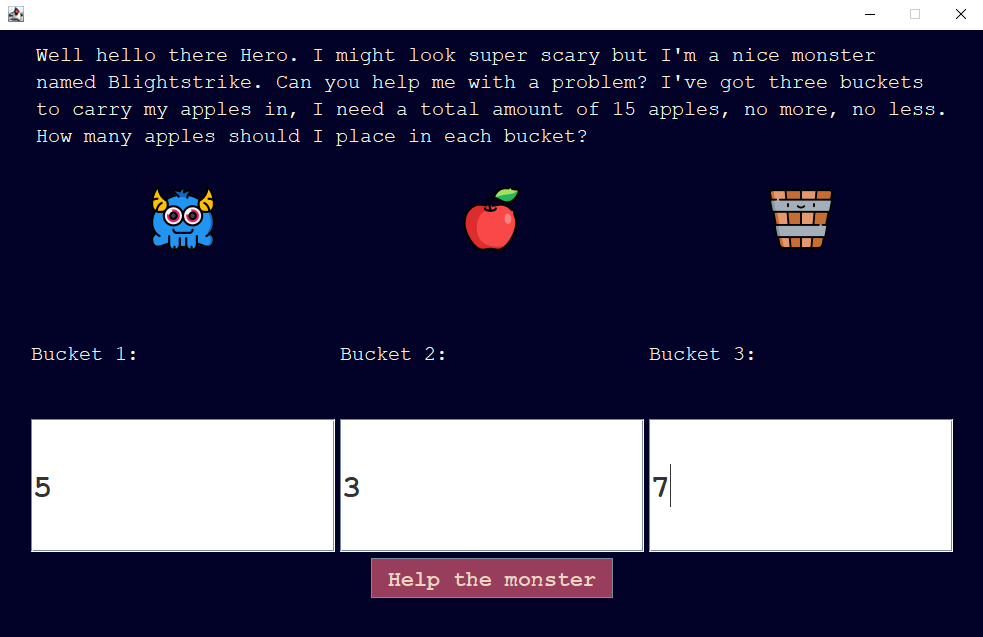 Well hello there Hero. I might look super scary but I'm a nice monster
named Blightstrike. Can you help me with a problem? I've got three buckets
to carry my apples in, I need a total amount of 15 apples, no more, no less.
How many apples should I place in each bucket?
Bucket 1:
Bucket 2:
Bucket 3:
5
3
7
Help the monster